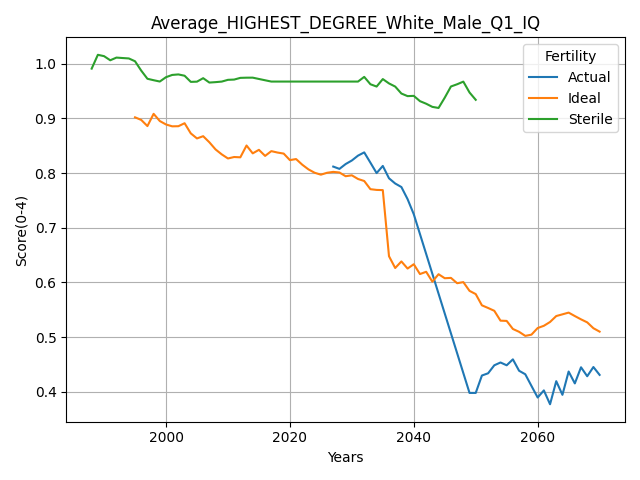 Average_HIGHEST_DEGREE_White_Male_Q1_IQ
Fertility
Actual
Ideal
Sterile
Score(0-4)
1.0
0.9
0.8
0.7
0.6
0.5
0.4
2000
2020
2040
2060
Years